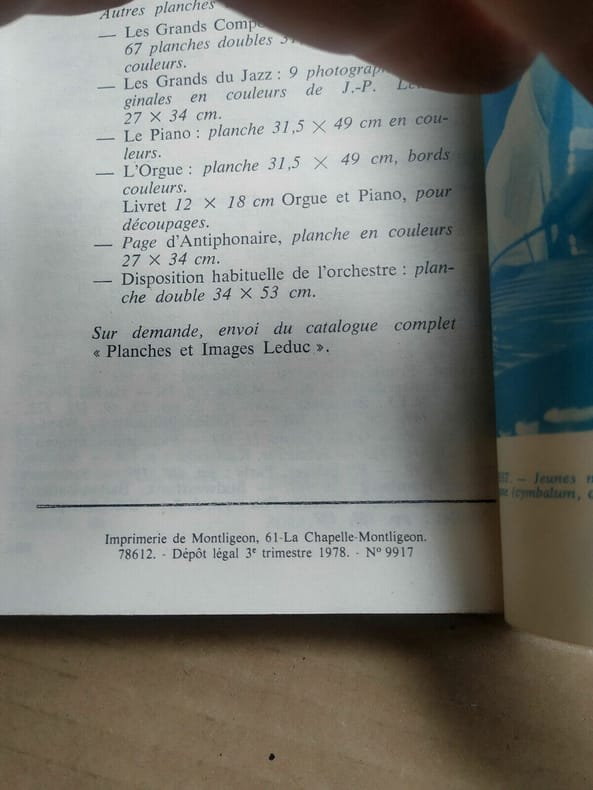 Autres planches
— Les Grands Comp
67 planches doubles 3
couleurs.
— Les Grands du Jazz : 9 photograp
ginales en couleurs de J.-P.
27 × 34 cm.
— Le Piano : planche 31,5 × 49 cm en cou-
leurs.
— L'Orgue : planche 31,5 × 49 cm, bords
couleurs.
Livret 12 × 18 cm Orgue et Piano, pour
découpages.
— Page d'Antiphonaire, planche en couleurs
27 × 34 cm.
— Disposition habituelle de l'orchestre : plan-
che double 34 × 53 cm.
Sur demande, envoi du catalogue complet
« Planches et Images Leduc ».
Imprimerie de Montligeon, 61-La Chapelle-Montligeon.
78612. - Dépôt légal 3e trimestre 1978. - No 9917
— Jeunes
(cymbalum,